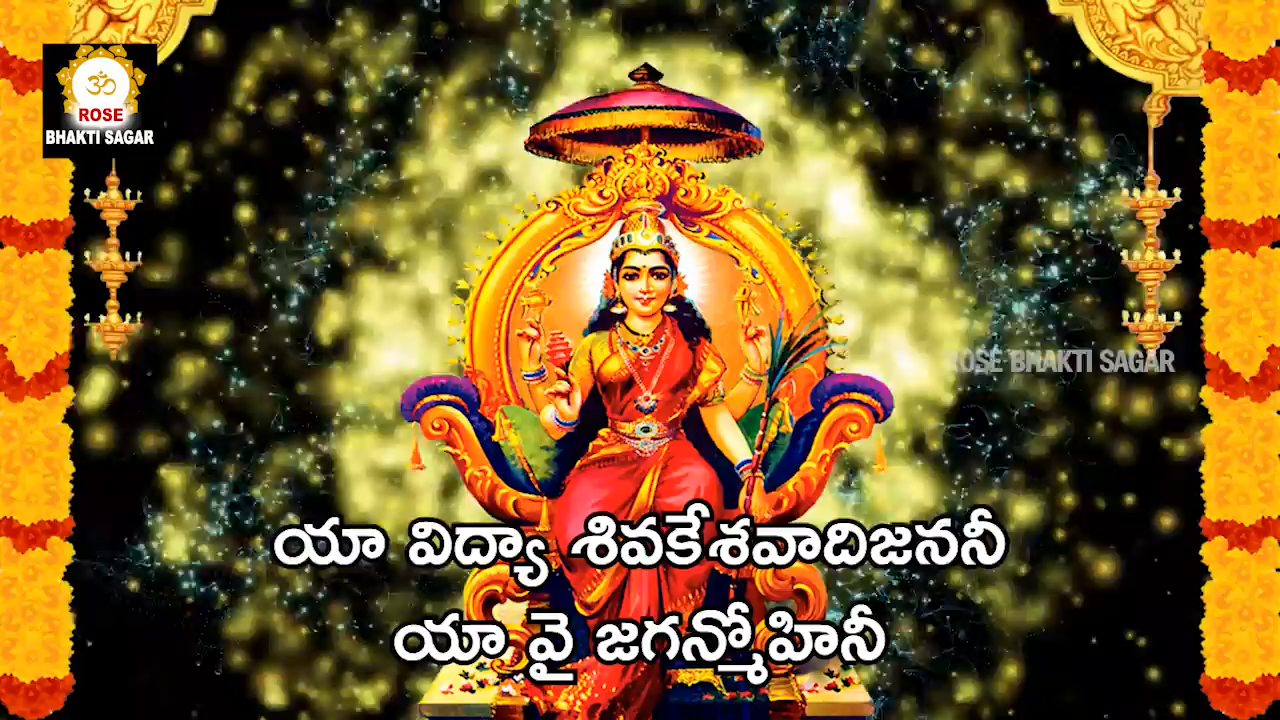 ॐ
ROSE
BHAKTI SAGAR
ROSE BHAKTI SAGAR
యా విద్యా శివకేశవాదిజననీ
యా వై జగన్మోహినీ